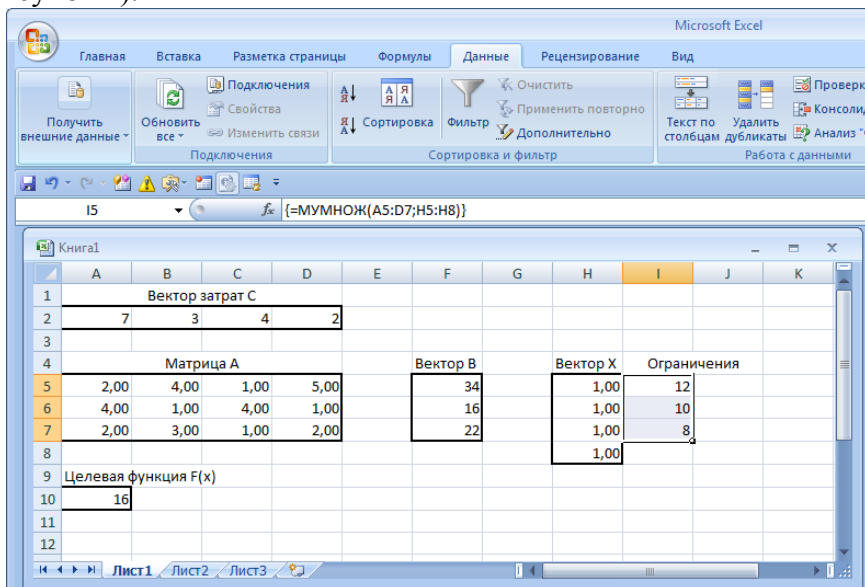 Microsoft Excel
Главная Вставка Разметка страницы Формулы Данные Рецензирование Вид
Получить внешние данные
Обновить все
Подключения
Свойства
Изменить связи
Подключения
Сортировка
Фильтр
Очистить
Применить повторно
Дополнительно
Сортировка и фильтр
Текст по столбцам
Удалить дубликаты
Работа с данными
I5 fx {=МУМНОЖ(A5:D7;H5:H8)}
Книга1
A B C D E F G H I J K
1 Вектор затрат С
2 7 3 4 2
3
4 Матрица А Вектор В Вектор Х Ограничения
5 2,00 4,00 1,00 5,00 34 1,00 12
6 4,00 1,00 4,00 1,00 16 1,00 10
7 2,00 3,00 1,00 2,00 22 1,00 8
8 1,00
9 Целевая функция F(x)
10 16
11
12
Лист1 Лист2 Лист3